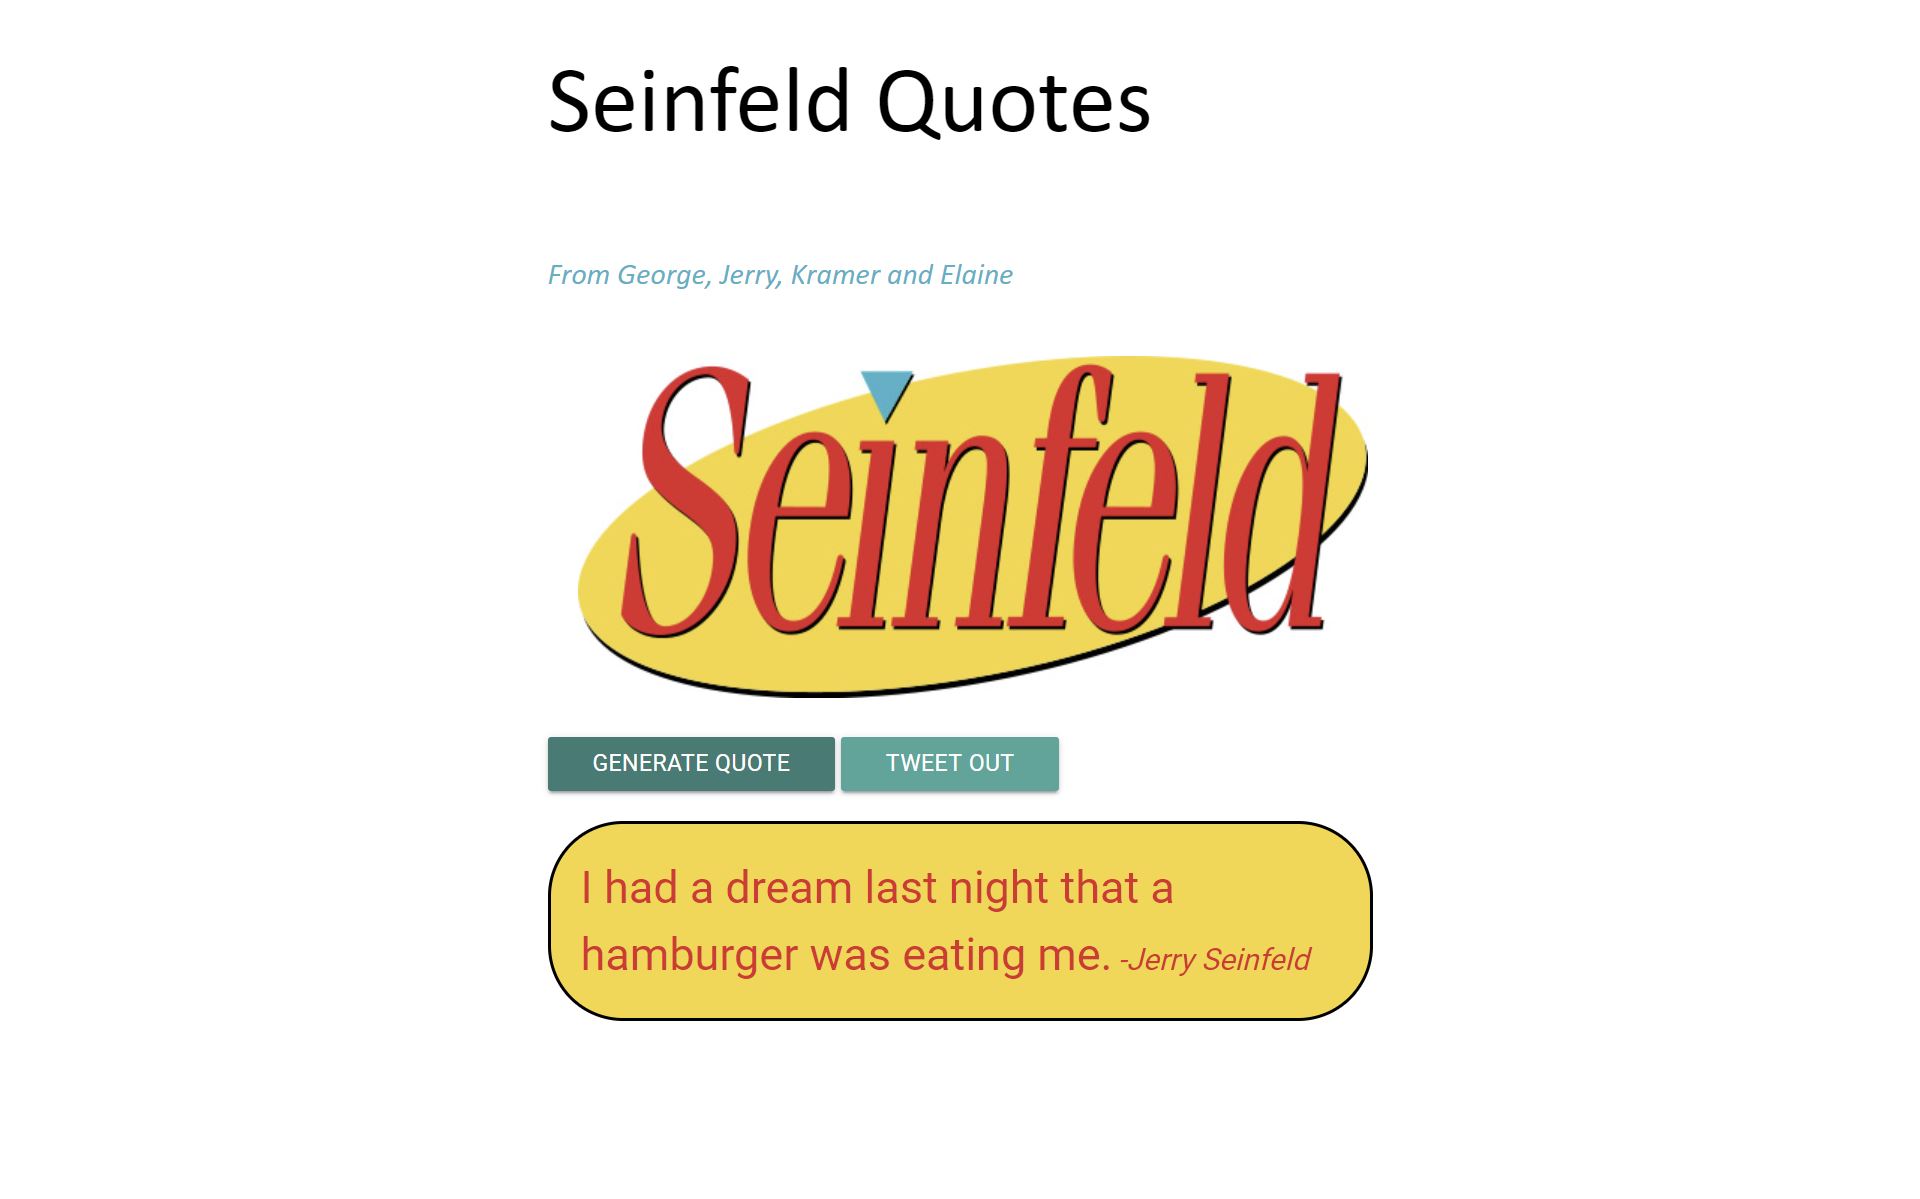 Seinfeld Quotes
From George, Jerry, Kramer and Elaine
Seinfeld
GENERATE QUOTE TWEET OUT
I had a dream last night that a
hamburger was eating me. -Jerry Seinfeld